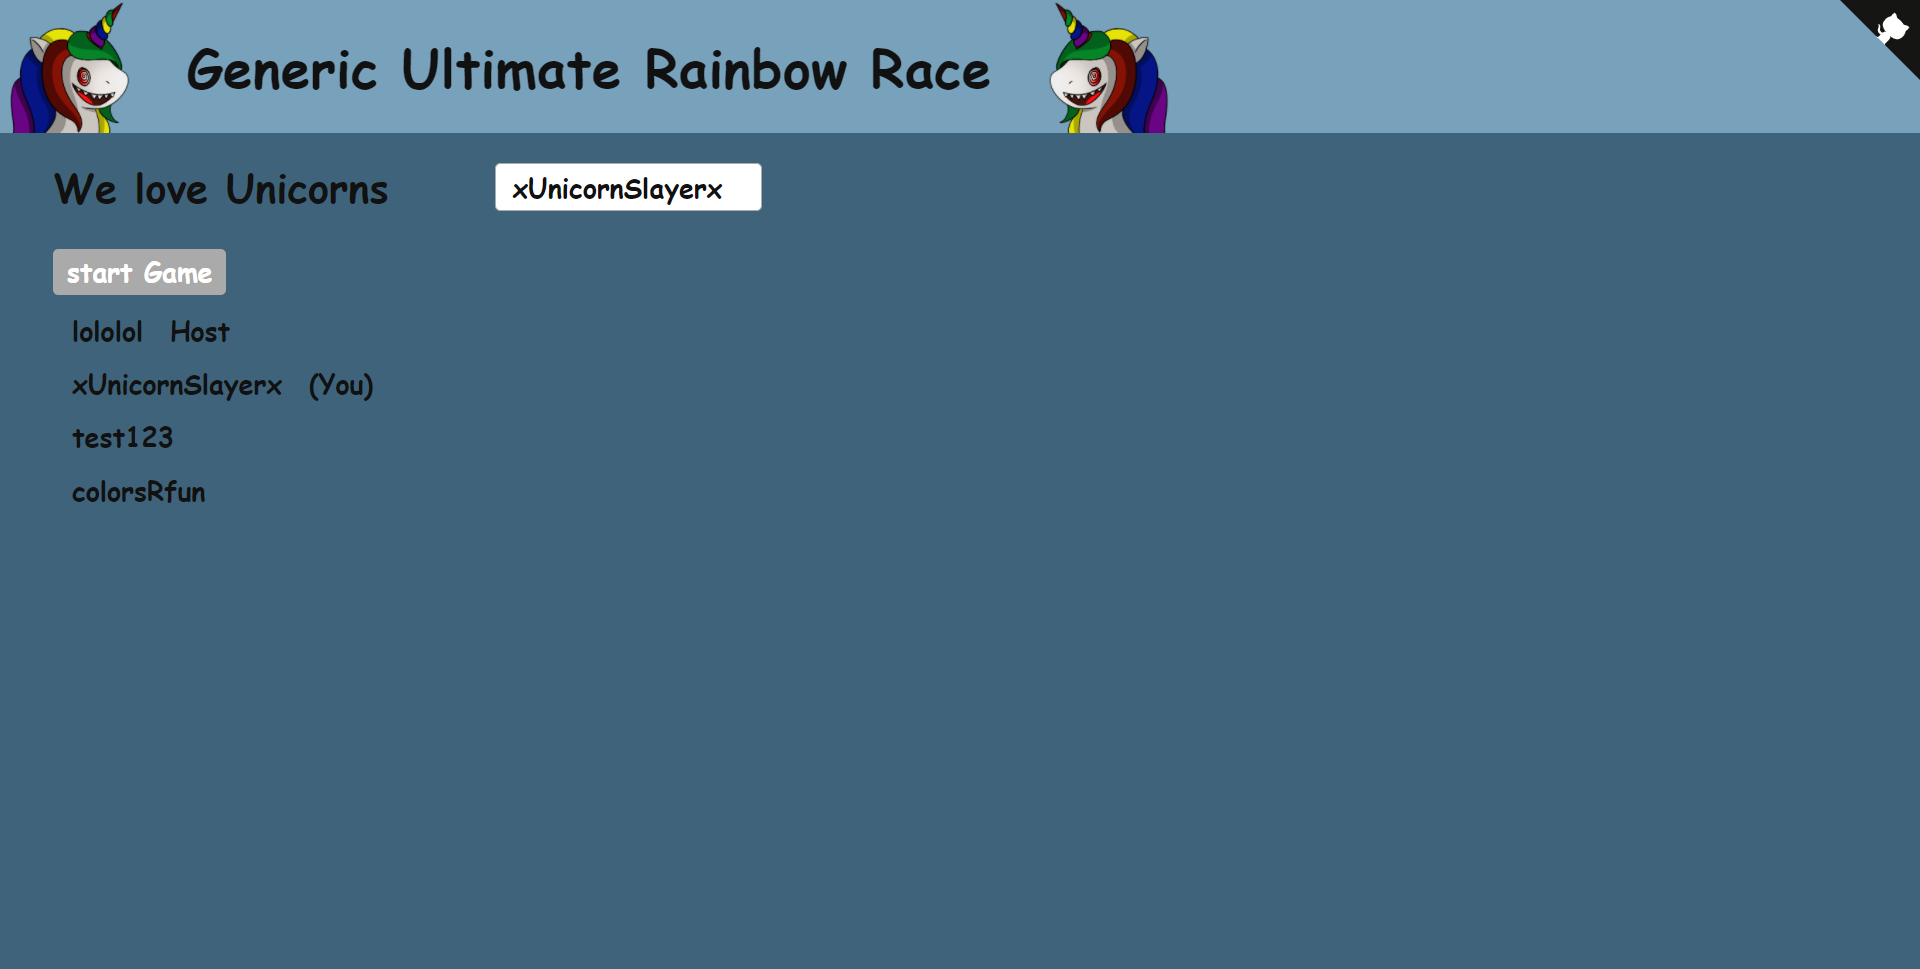 Generic Ultimate Rainbow Race
We love Unicorns xUnicornSlayerx
start Game
lololol Host
xUnicornSlayerx (You)
test123
colorsRfun